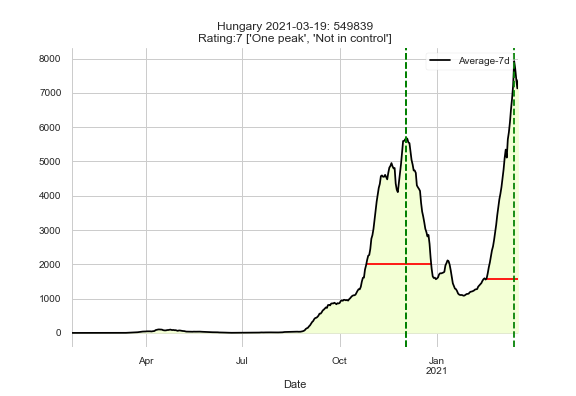 Hungary 2021-03-19: 549839
Rating:7 ['One peak', 'Not in control']
Average-7d
8000
7000
6000
5000
4000
3000
2000
1000
0
Apr Jul Oct Jan
2021
Date